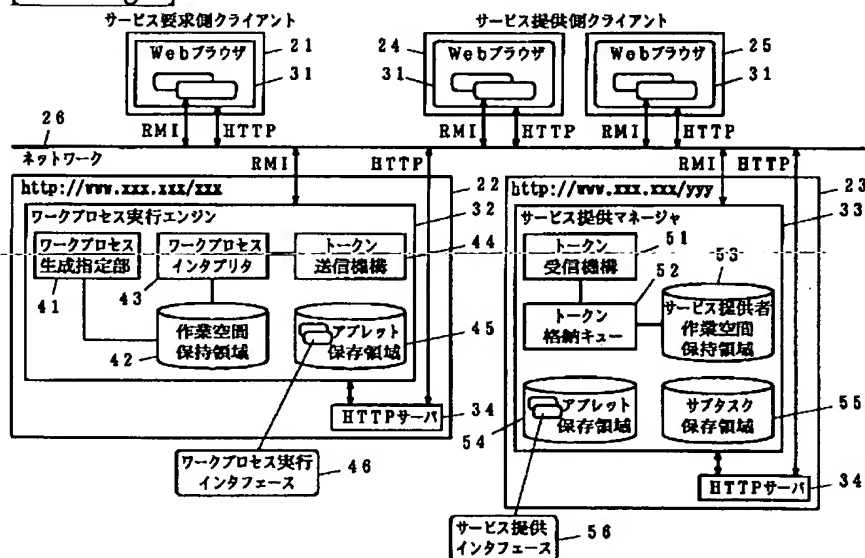 サービス要求側クライアント
サービス提供側クライアント
Webブラウザ
21
31
24
Webブラウザ
31
Webブラウザ
25
31
26
RMI
HTTP
RMI
HTTP
RMI
HTTP
ネットワーク
RMI
HTTP
RMI
HTTP
http://www.xxx.xxx/xxx
22
ワークプロセス実行エンジン
32
ワークプロセス
生成指定部
41
ワークプロセス
インタプリタ
43
トークン
送信機構
44
作業空間
保持領域
42
アプレット
保存領域
45
HTTPサーバ
34
ワークプロセス実行
インタフェース
46
http://www.xxx.xx/yyy
23
サービス提供マネージャ
33
トークン
受信機構
51
52
53
トークン
格納キュー
サービス提供者
作業空間
保持領域
54
アプレット
保存領域
サブタスク
保存領域
55
HTTPサーバ
34
サービス提供
インタフェース
56